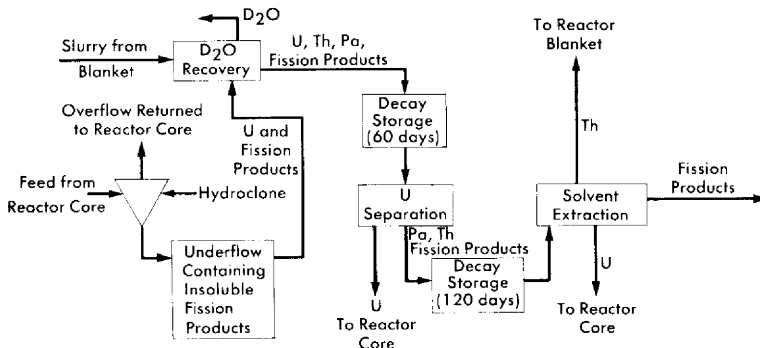 D2O
Slurry from
Blanket
D2O
Recovery
U, Th, Pa,
Fission Products
To Reactor
Blanket
Overflow Returned
to Reactor Core
U and
Fission
Products
Decay
Storage
(60 days)
Th
Feed from
Reactor Core
Hydroclone
U
Separation
Solvent
Extraction
Fission
Products
Pa, Th
Fission Products
Underflow
Containing
Insoluble
Fission
Products
Decay
Storage
(120 days)
U
To Reactor
Core
U
To Reactor
Core